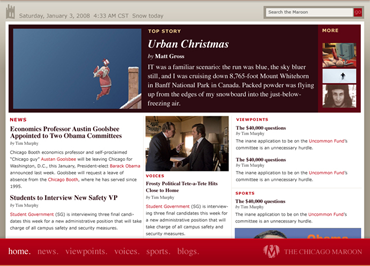 Saturday, January 3, 2008 4:33 AM CST Snow today
Search the Maroon
GO
TOP STORY
MORE
Urban Christmas
by Matt Gross
IT was a familiar scenario: the run was blue, the sky bluer
still, and I was cruising down 8,765-foot Mount Whitehorn
in Banff National Park in Canada. Packed powder was flying
up from the edges of my snowboard into the just-below-
freezing air.
NEWS
Economics Professor Austin Goolsbee
Appointed to Two Obama Committees
by Tim Murphy
Chicago Booth economics professor and self-proclaimed
"Chicago guy" Austan Goolsbee will be leaving Chicago for
Washington, D.C., this January, President-elect Barack Obama
announced last week. Goolsbee will request a leave of
absence from the Chicago Booth, where he has served since
1995.
Students to Interview New Safety VP
by Tim Murphy
Student Government (SG) is interviewing three final candi-
dates this week for a new administrative position that will take
charge of all campus safety and security measures.
VOICES
Frosty Political Tete-a-Tete Hits
Close to Home
by Tim Murphy
Student Government (SG) is interview-
ing three final candidates this week for
a new administrative position that will
take charge of all campus safety and
security measures.
VIEWPOINTS
The $40,000 questions
by Tim Murphy
The inane application to be on the Uncommon Fund's
committee is an unnecessary hurdle.
The $40,000 questions
by Tim Murphy
The inane application to be on the Uncommon Fund's
committee is an unnecessary hurdle.
SPORTS
The $40,000 questions
by Tim Murphy
The inane application to be on the Uncommon Fund's
committee is an unnecessary hurdle.
Obama
home. news. viewpoints. voices. sports. blogs.
M THE CHICAGO MAROON